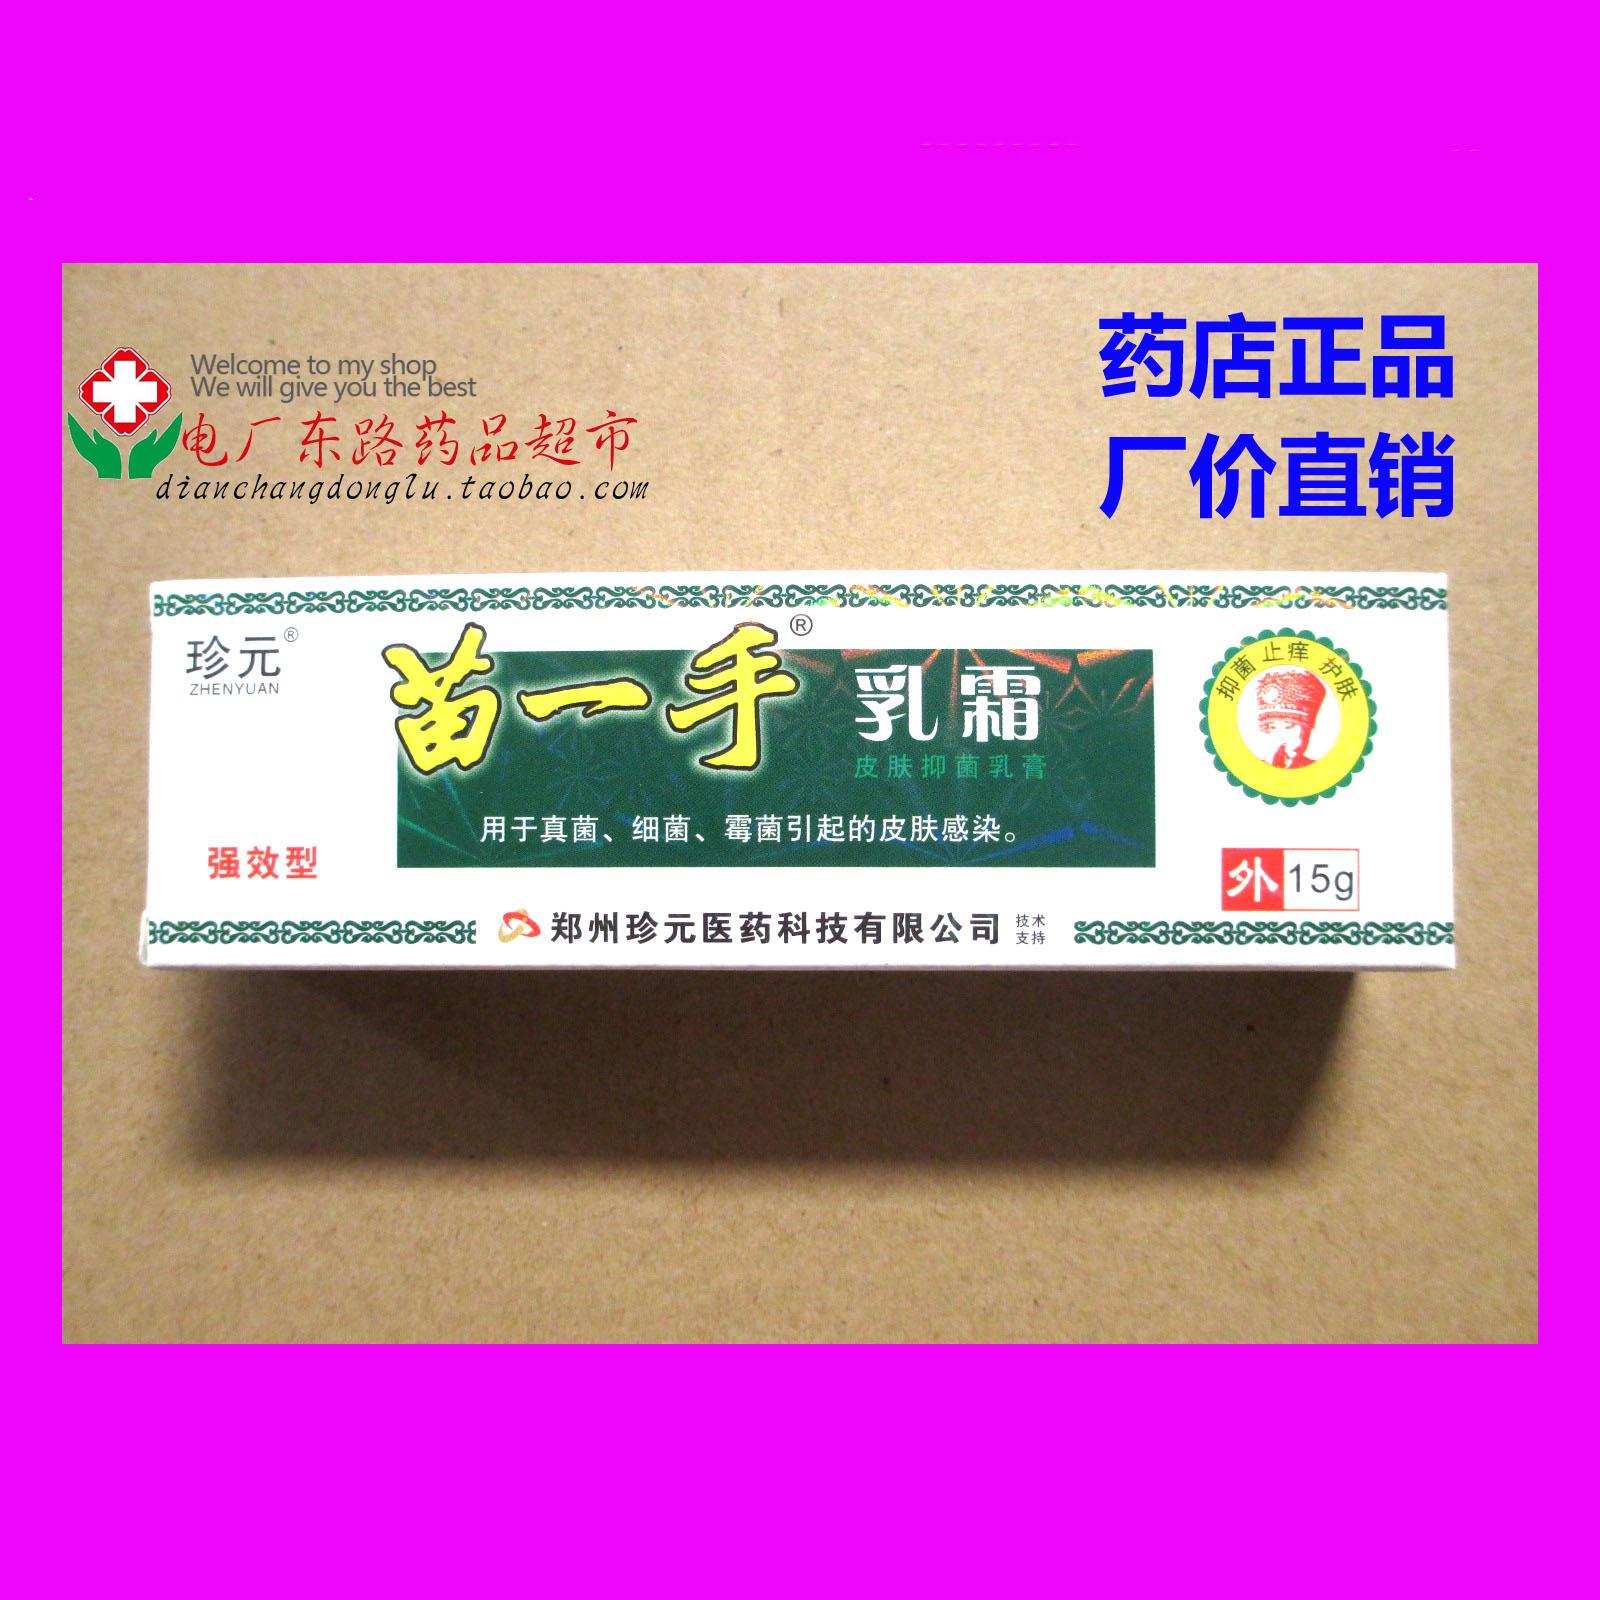 Welcome to my shop
We will give you the best
电厂东路药品超市
dianchangdonglu.taobao.com
药店正品
厂价直销
珍元®
ZHENYUAN
苗一手®
乳霜
皮肤抑菌乳膏
用于真菌、细菌、霉菌引起的皮肤感染。
强效型
抑菌 止痒 护肤
外 15g
郑州珍元医药科技有限公司 技术
支持